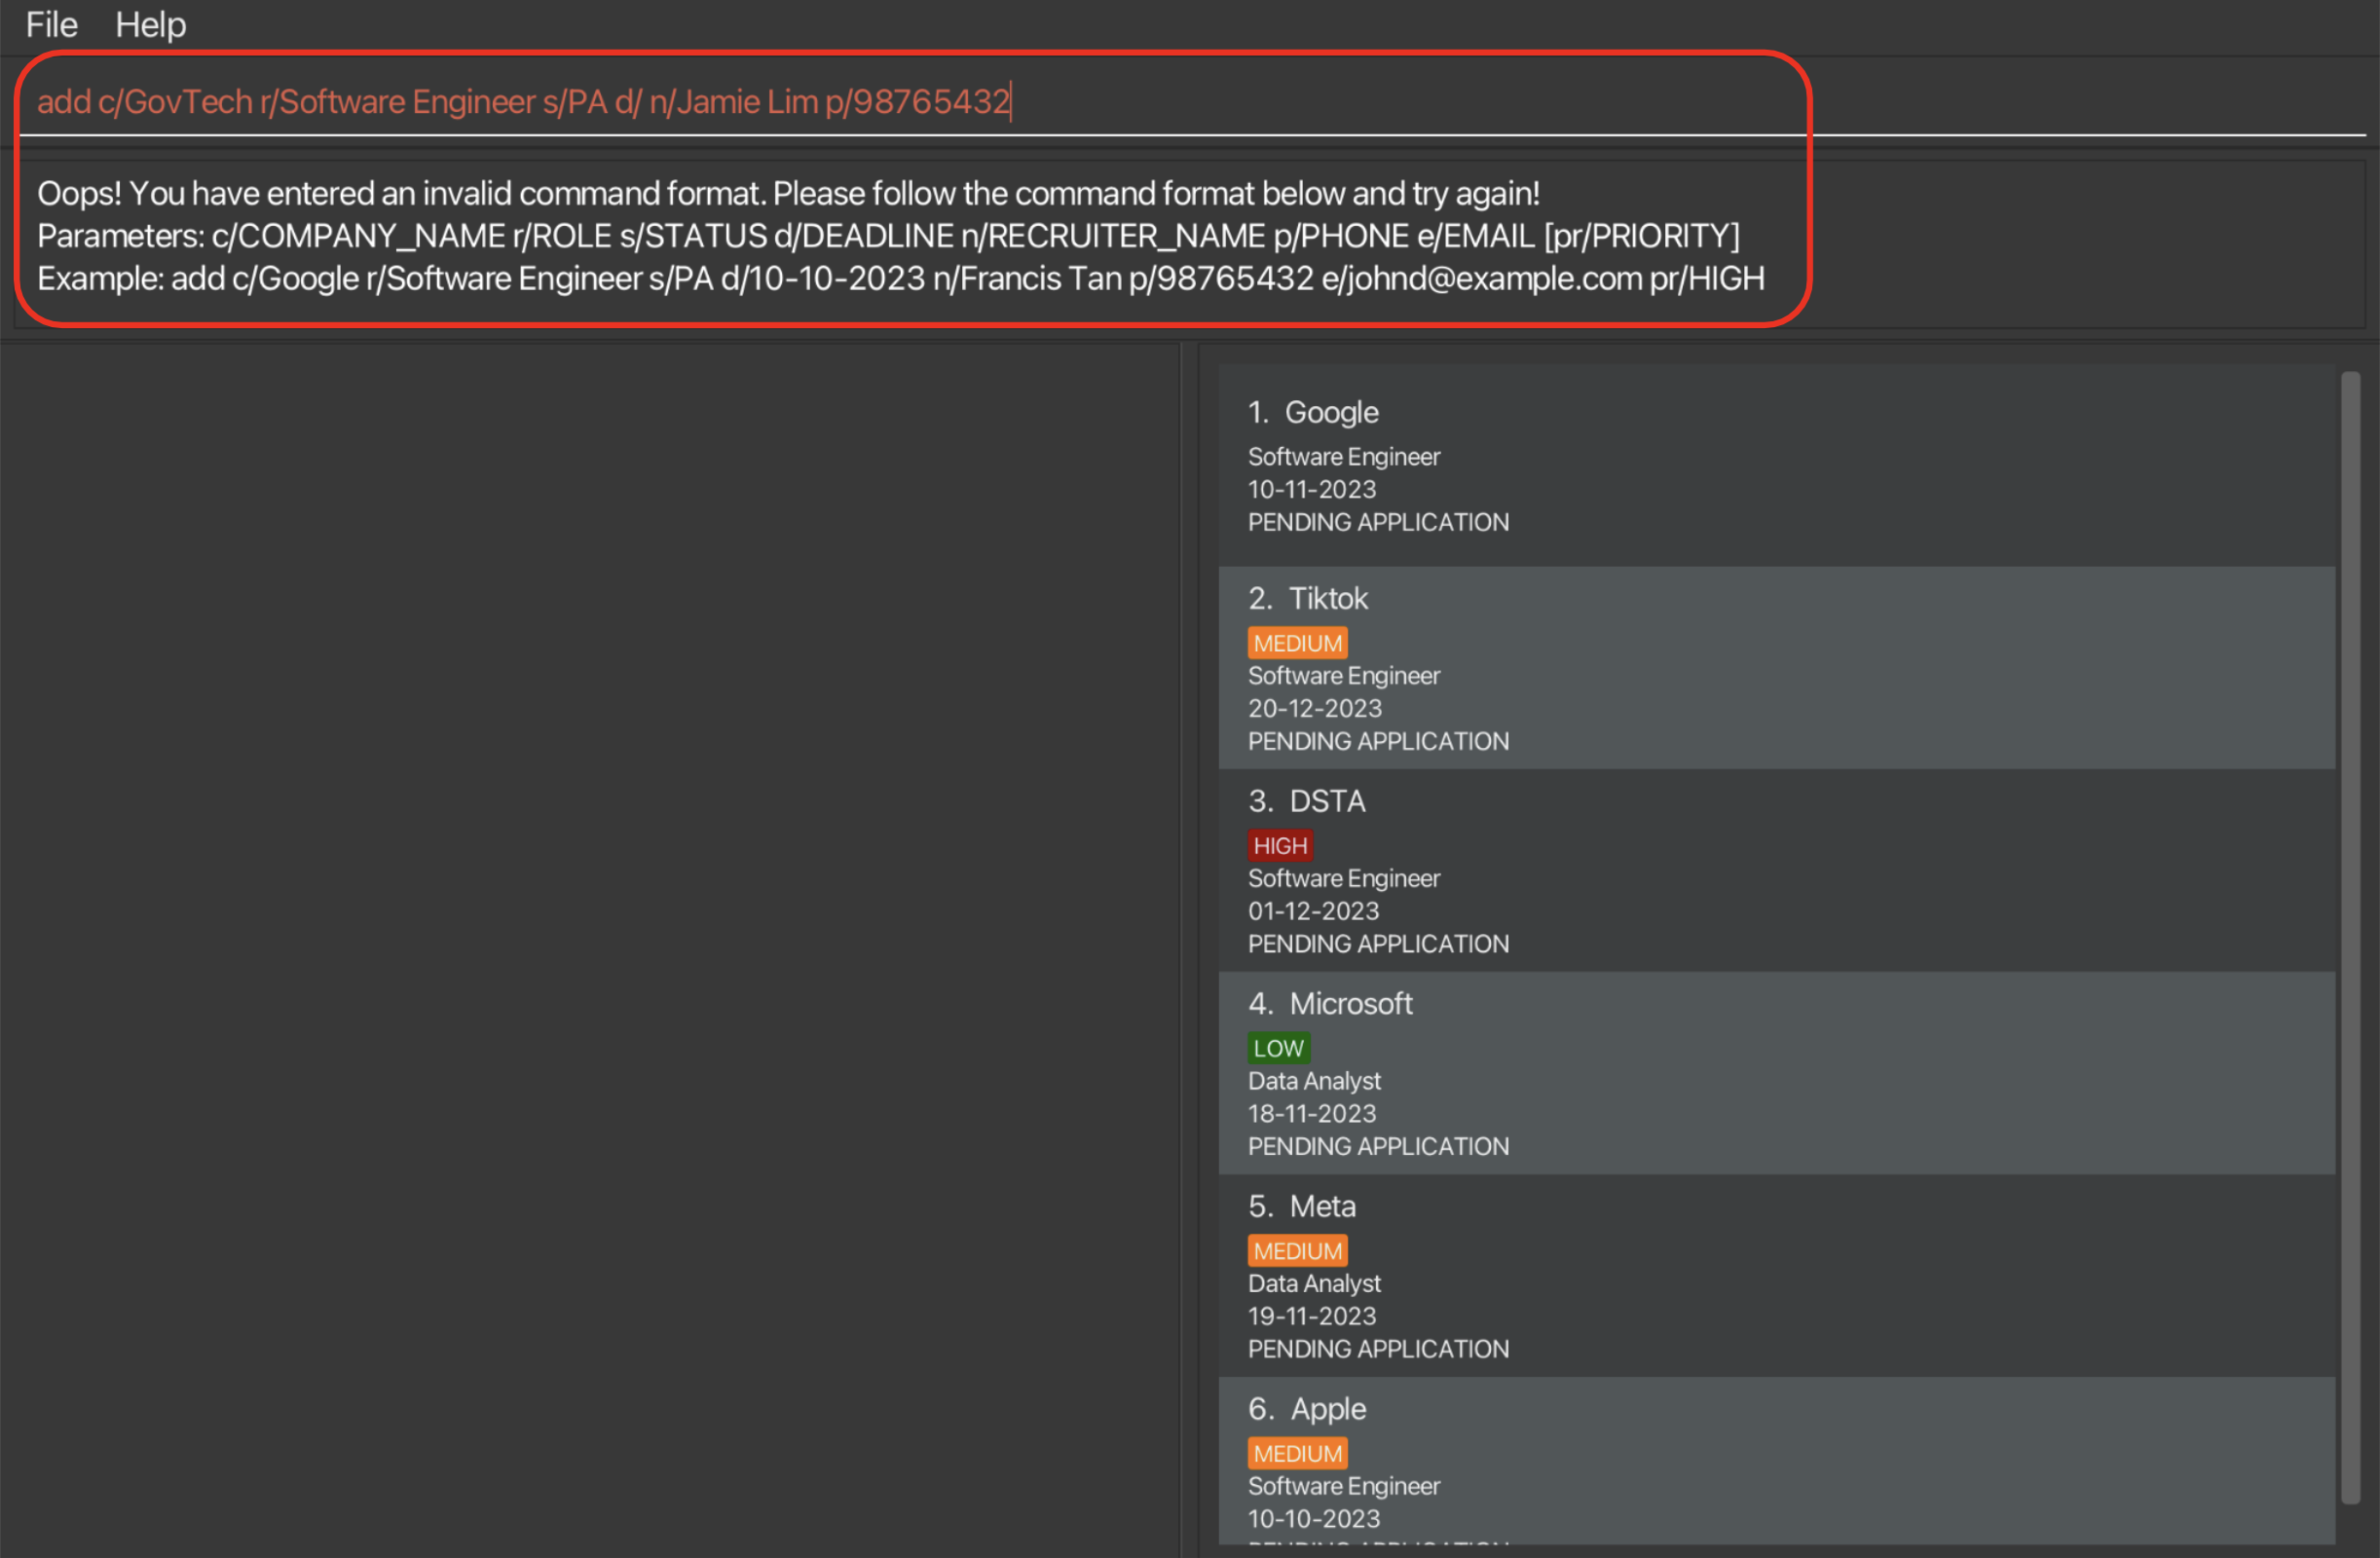 File Help
add c/GovTech r/Software Engineer s/PA d/ n/Jamie Lim p/98765432
Oops! You have entered an invalid command format. Please follow the command format below and try again!
Parameters: c/COMPANY_NAME r/ROLE s/STATUS d/DEADLINE n/RECRUITER_NAME p/PHONE e/EMAIL [pr/PRIORITY]
Example: add c/Google r/Software Engineer s/PA d/10-10-2023 n/Francis Tan p/98765432 e/johnd@example.com pr/HIGH
1. Google
Software Engineer
10-11-2023
PENDING APPLICATION
2. Tiktok
MEDIUM
Software Engineer
20-12-2023
PENDING APPLICATION
3. DSTA
HIGH
Software Engineer
01-12-2023
PENDING APPLICATION
4. Microsoft
LOW
Data Analyst
18-11-2023
PENDING APPLICATION
5. Meta
MEDIUM
Data Analyst
19-11-2023
PENDING APPLICATION
6. Apple
MEDIUM
Software Engineer
10-10-2023